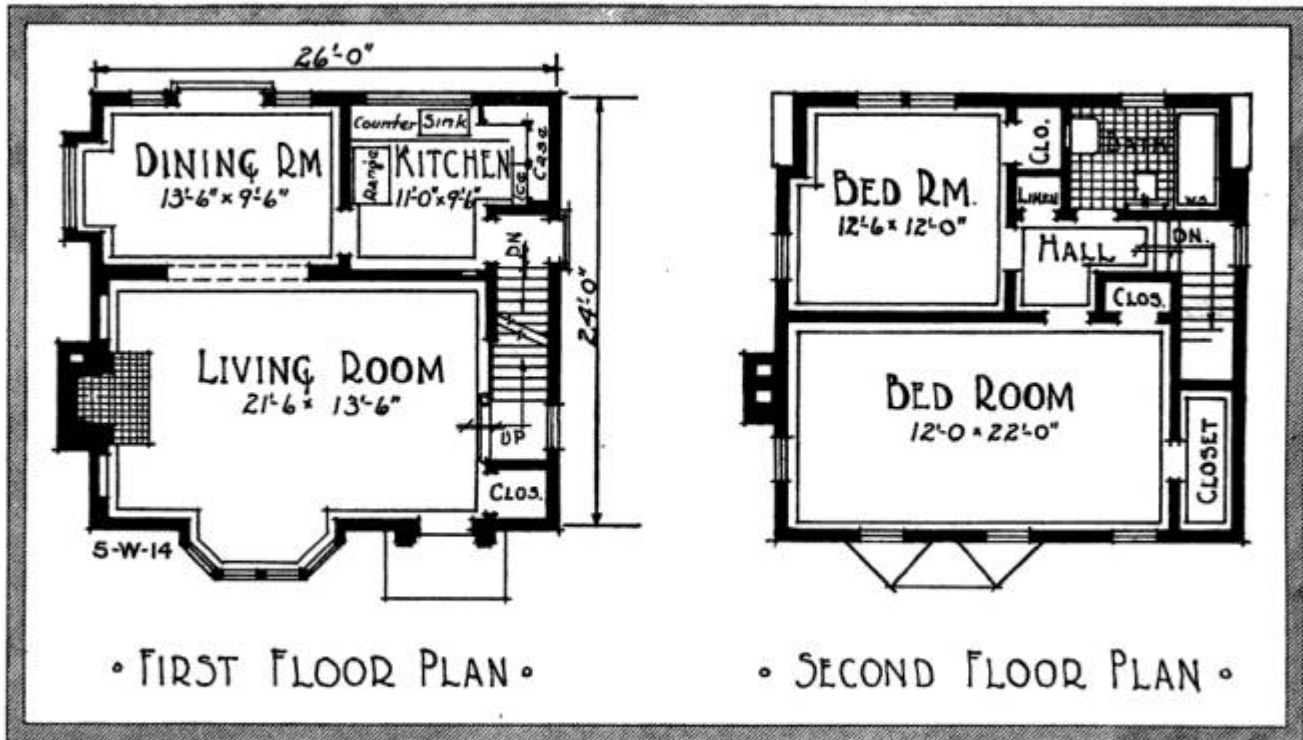 26'-0"
Counter Sink
DINING RM
13'-6" x 9'-6"
Range
KITCHEN
11'-0" x 9'-6"
Ice
Case
DN
24'-0"
LIVING ROOM
21'-6 x 13'-6"
UP
CLOS.
S-W-14
• FIRST FLOOR PLAN •
CLO.
BATH
BED RM.
12'-6 x 12'-0"
LINEN
HALL
DN.
CLOS.
BED ROOM
12'-0 x 22'-0"
CLOSET
• SECOND FLOOR PLAN •